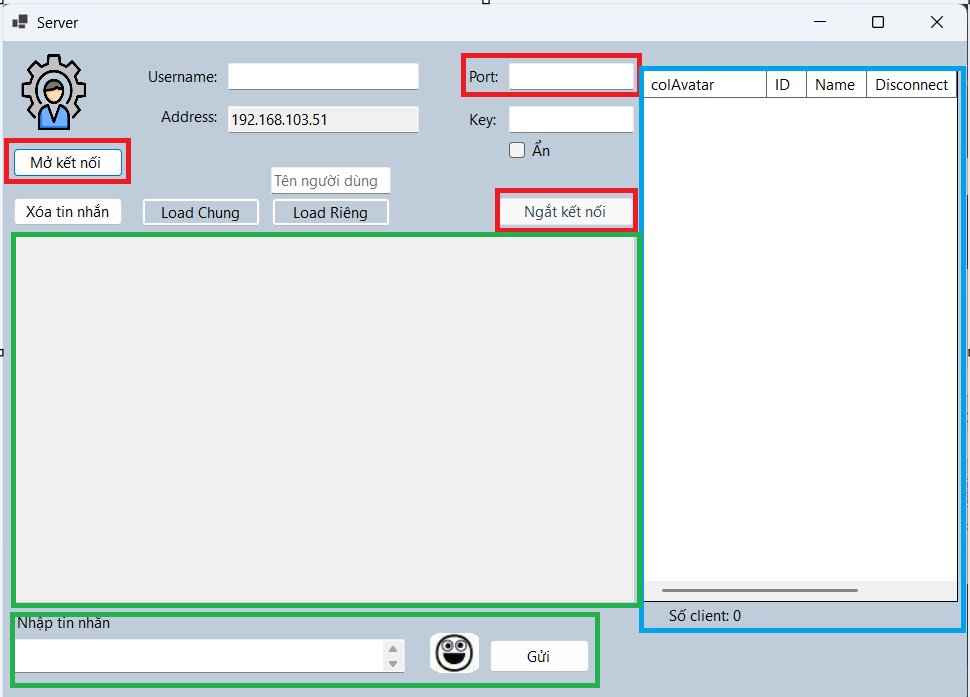 Server
Username:
Port:
Address: 192.168.103.51
Key:
Ẩn
Mở kết nối
Tên người dùng
Xóa tin nhắn
Load Chung
Load Riêng
Ngắt kết nối
colAvatar ID Name Disconnect
Số client: 0
Nhập tin nhắn
Gửi